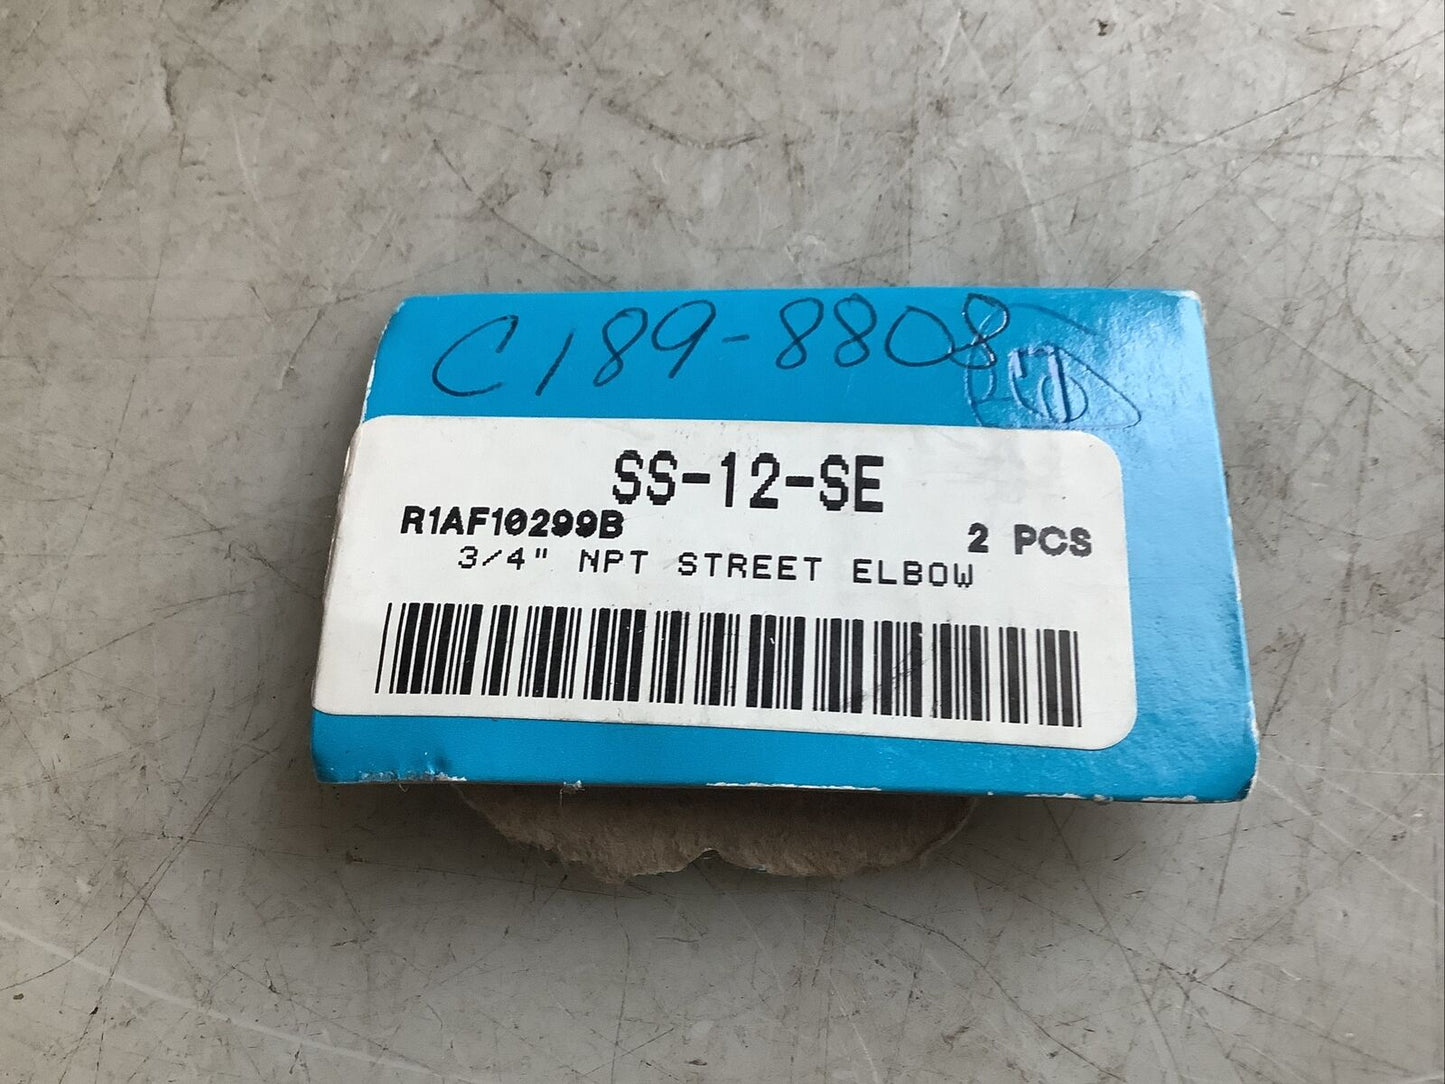 C189-8808
SS-12-SE
R1AF10299B
2 PCS
3/4" NPT STREET ELBOW